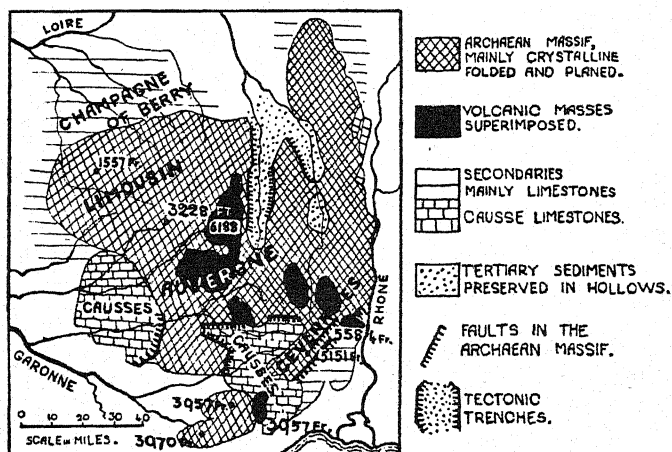 LOIRE
CHAMPAGNE
OF BERRY
1557 Ft.
LIMOUSIN
3228 FT.
6188
AUVERGNE
CAUSSES
CAUSSES
CEVENNES
5584 Ft.
5151 Ft.
RHONE
GARONNE
3957 Ft.
3970 Ft.
3957 Ft.
0 20 40
SCALE IN MILES.
ARCHAEAN MASSIF,
MAINLY CRYSTALLINE
FOLDED AND PLANED.
VOLCANIC MASSES
SUPERIMPOSED.
SECONDARIES
MAINLY LIMESTONES
CAUSSE LIMESTONES.
TERTIARY SEDIMENTS
PRESERVED IN HOLLOWS.
FAULTS IN THE
ARCHAEAN MASSIF.
TECTONIC
TRENCHES.